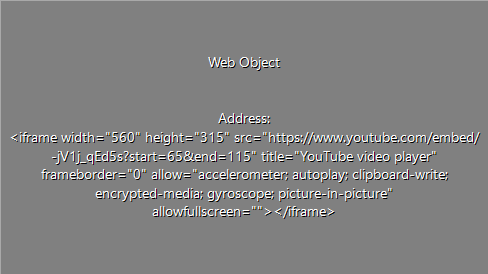 Web Object
Address:
<iframe width="560" height="315" src="https://www.youtube.com/embed/
-jV1j_qEd5s?start=65&end=115" title="YouTube video player"
frameborder="0" allow="accelerometer; autoplay; clipboard-write;
encrypted-media; gyroscope; picture-in-picture"
allowfullscreen=""></iframe>